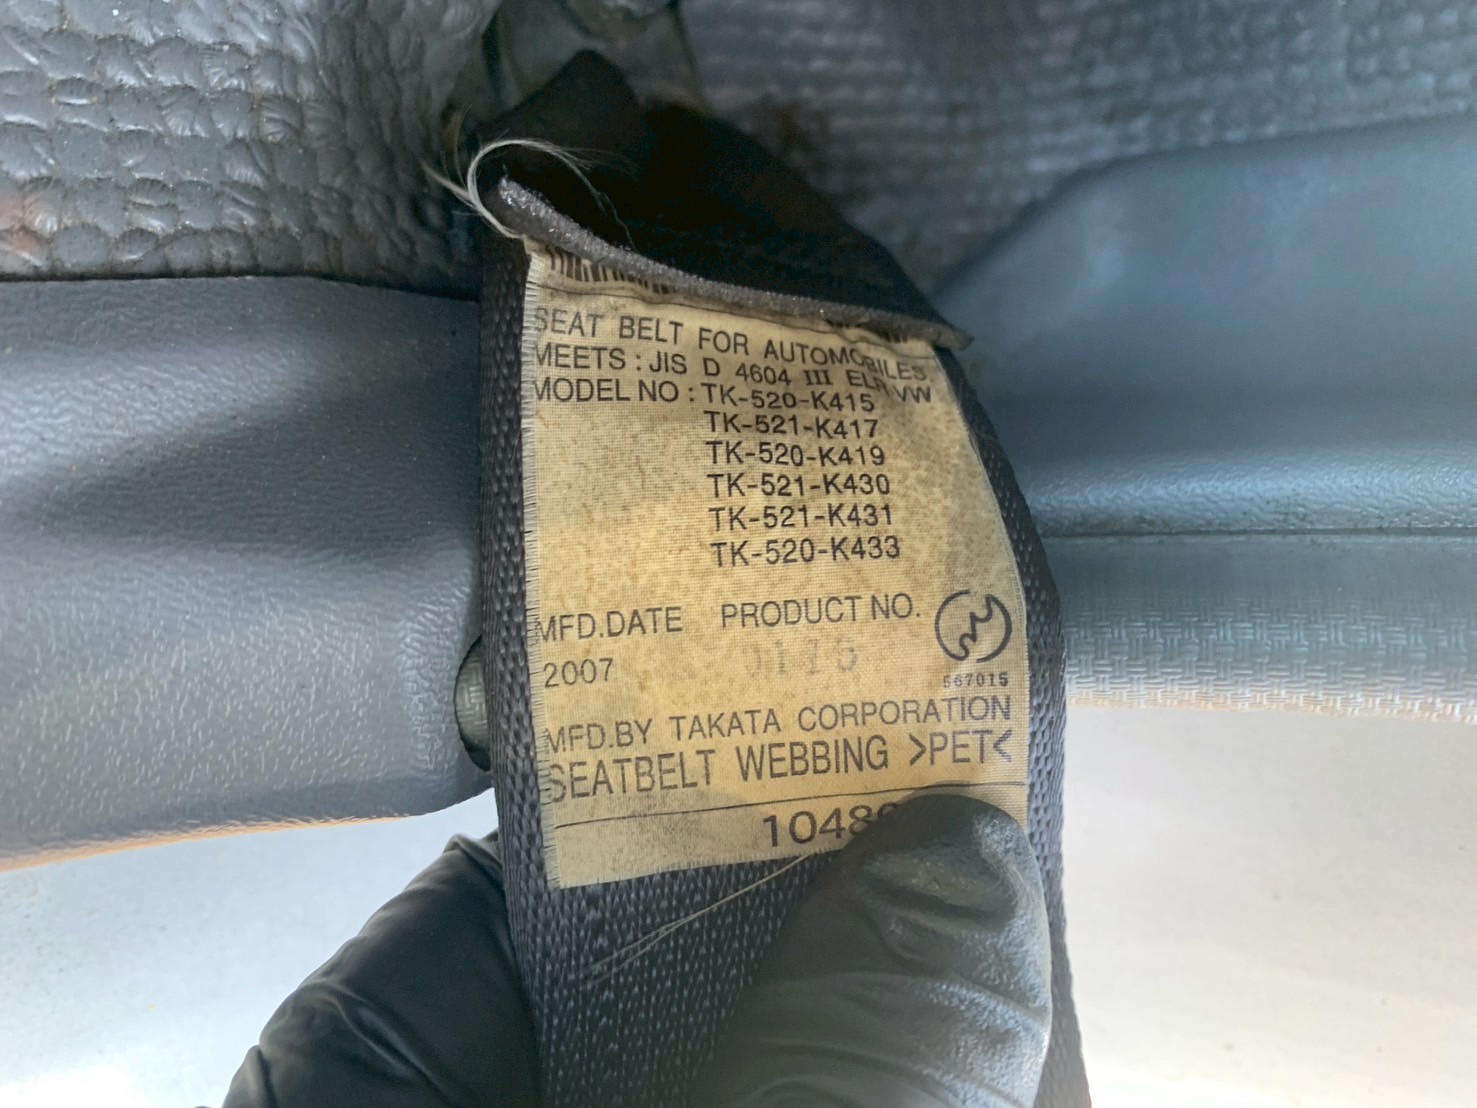 SEAT BELT FOR AUTOMOBILES
MEETS : JIS D 4604 III ELR VW
MODEL NO : TK-520-K415
TK-521-K417
TK-520-K419
TK-521-K430
TK-521-K431
TK-520-K433
MFD.DATE PRODUCT NO.
2007
567015
MFD.BY TAKATA CORPORATION
SEATBELT WEBBING >PET<